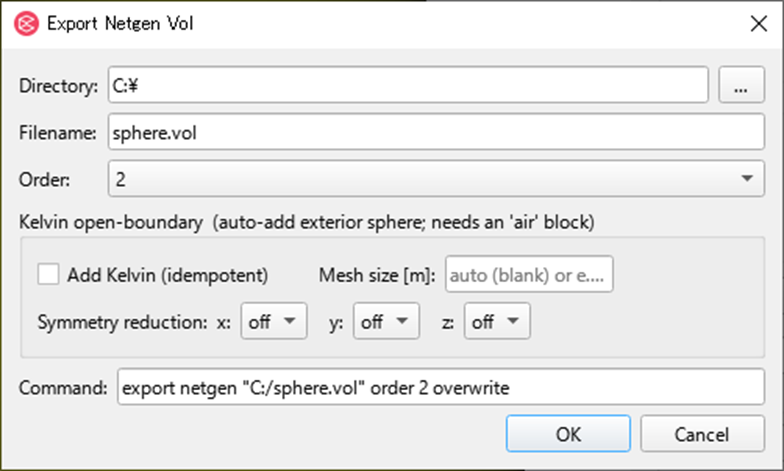 Export Netgen Vol
Directory: C:¥ ...
Filename: sphere.vol
Order: 2
Kelvin open-boundary (auto-add exterior sphere; needs an 'air' block)
Add Kelvin (idempotent) Mesh size [m]: auto (blank) or e....
Symmetry reduction: x: off y: off z: off
Command: export netgen "C:/sphere.vol" order 2 overwrite
OK Cancel